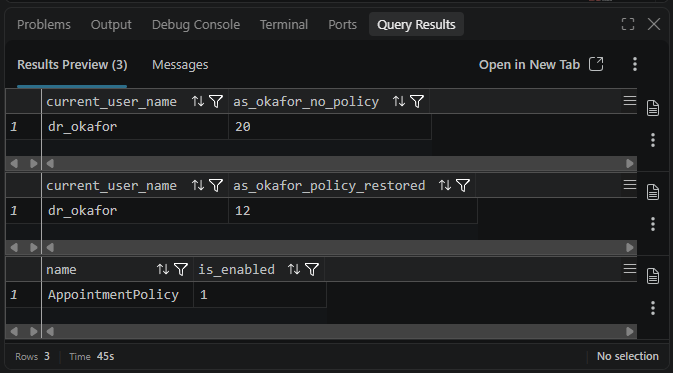 Problems Output Debug Console Terminal Ports Query Results
Results Preview (3) Messages Open in New Tab
current_user_name as_okafor_no_policy
1 dr_okafor 20
current_user_name as_okafor_policy_restored
1 dr_okafor 12
name is_enabled
1 AppointmentPolicy 1
Rows 3 Time 45s No selection